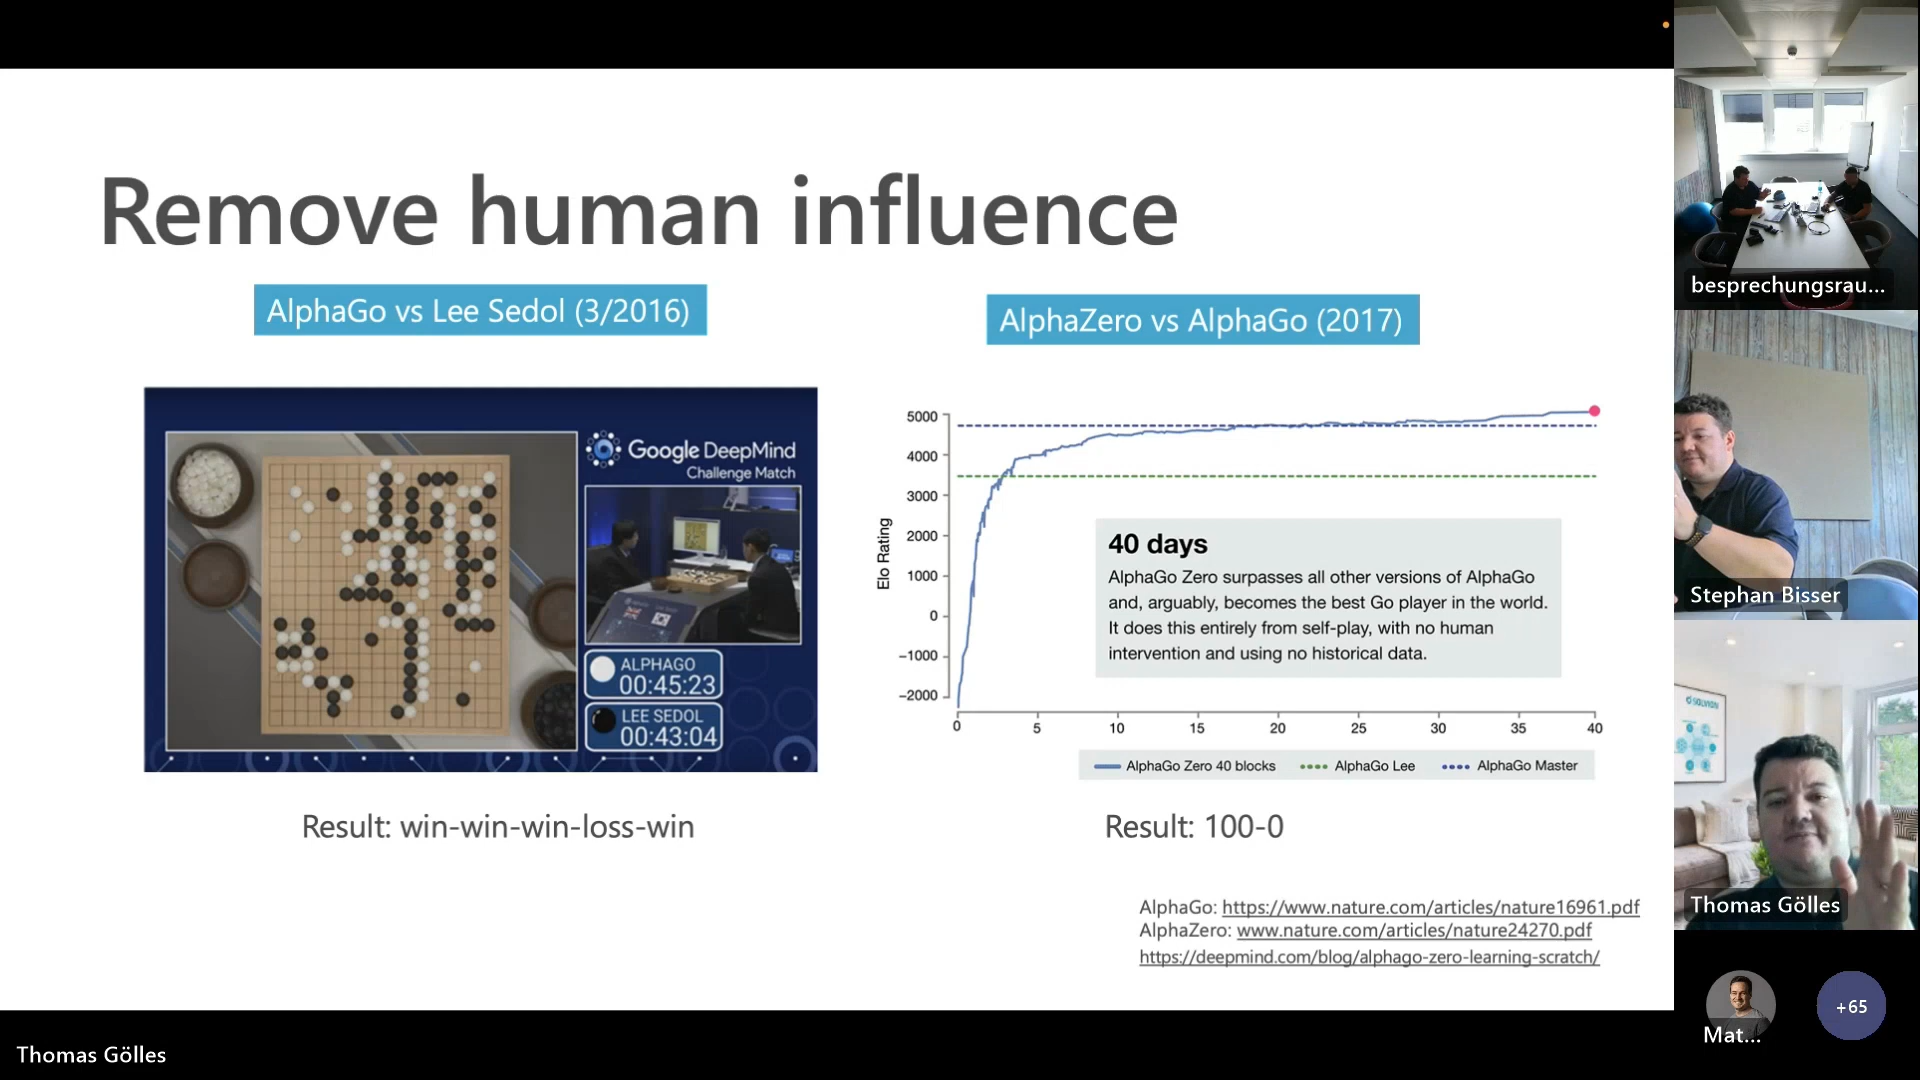 Remove human influence
AlphaGo vs Lee Sedol (3/2016)
AlphaZero vs AlphaGo (2017)
Google DeepMind
Challenge Match
ALPHAGO
00:45:23
LEE SEDOL
00:43:04
Result: win-win-win-loss-win
5000
4000
3000
2000
1000
0
−1000
−2000
Elo Rating
0 5 10 15 20 25 30 35 40
40 days
AlphaGo Zero surpasses all other versions of AlphaGo
and, arguably, becomes the best Go player in the world.
It does this entirely from self-play, with no human
intervention and using no historical data.
AlphaGo Zero 40 blocks AlphaGo Lee AlphaGo Master
Result: 100-0
AlphaGo: https://www.nature.com/articles/nature16961.pdf
AlphaZero: www.nature.com/articles/nature24270.pdf
https://deepmind.com/blog/alphago-zero-learning-scratch/
besprechungsrau...
Stephan Bisser
SOLVION
Thomas Gölles
Mat...
+65
Thomas Gölles